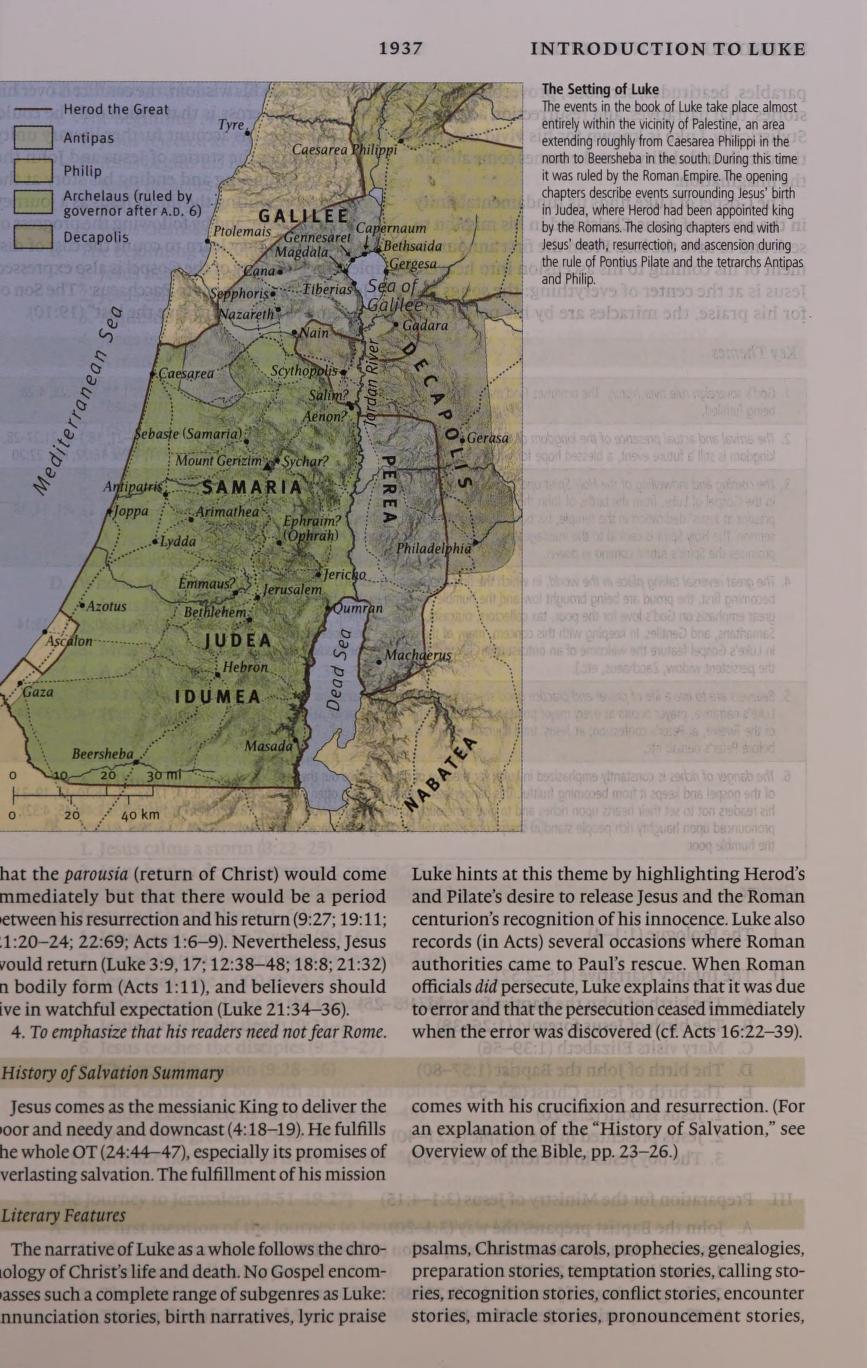 1937 INTRODUCTION TO LUKE
Herod the Great
Antipas
Philip
Archelaus (ruled by
governor after A.D. 6)
Decapolis
Tyre
Caesarea Philippi
GALILEE
Ptolemais
Gennesaret
Capernaum
Magdala
Bethsaida
Cana
Gergesa
Sepphoris
Tiberias
Sea of
Galilee
Nazareth
Nain
Gadara
Mediterranean Sea
Caesarea
Scythopolis
Jordan River
DECAPOLIS
Salim?
Aenon?
Sebaste (Samaria)
Gerasa
Mount Gerizim
Sychar?
PEREA
Antipatris
SAMARIA
Joppa
Arimathea
Ephraim?
(Ophrah)
Lydda
Philadelphia
Emmaus?
Jericho
Jerusalem
Azotus
Bethlehem
Qumran
Ascalon
JUDEA
Dead Sea
Machaerus
Hebron
Gaza
IDUMEA
Masada
Beersheba
NABATEA
0 10 20 30 mi
0 20 40 km
The Setting of Luke
The events in the book of Luke take place almost
entirely within the vicinity of Palestine, an area
extending roughly from Caesarea Philippi in the
north to Beersheba in the south. During this time
it was ruled by the Roman Empire. The opening
chapters describe events surrounding Jesus' birth
in Judea, where Herod had been appointed king
by the Romans. The closing chapters end with
Jesus' death, resurrection, and ascension during
the rule of Pontius Pilate and the tetrarchs Antipas
and Philip.
hat the parousia (return of Christ) would come
mmediately but that there would be a period
etween his resurrection and his return (9:27; 19:11;
1:20–24; 22:69; Acts 1:6–9). Nevertheless, Jesus
would return (Luke 3:9, 17; 12:38–48; 18:8; 21:32)
n bodily form (Acts 1:11), and believers should
ive in watchful expectation (Luke 21:34–36).
4. To emphasize that his readers need not fear Rome.
Luke hints at this theme by highlighting Herod's
and Pilate's desire to release Jesus and the Roman
centurion's recognition of his innocence. Luke also
records (in Acts) several occasions where Roman
authorities came to Paul's rescue. When Roman
officials did persecute, Luke explains that it was due
to error and that the persecution ceased immediately
when the error was discovered (cf. Acts 16:22–39).
History of Salvation Summary
Jesus comes as the messianic King to deliver the
oor and needy and downcast (4:18–19). He fulfills
he whole OT (24:44–47), especially its promises of
verlasting salvation. The fulfillment of his mission
comes with his crucifixion and resurrection. (For
an explanation of the “History of Salvation,” see
Overview of the Bible, pp. 23–26.)
Literary Features
The narrative of Luke as a whole follows the chro-
ology of Christ's life and death. No Gospel encom-
asses such a complete range of subgenres as Luke:
nnunciation stories, birth narratives, lyric praise
psalms, Christmas carols, prophecies, genealogies,
preparation stories, temptation stories, calling sto-
ries, recognition stories, conflict stories, encounter
stories, miracle stories, pronouncement stories,